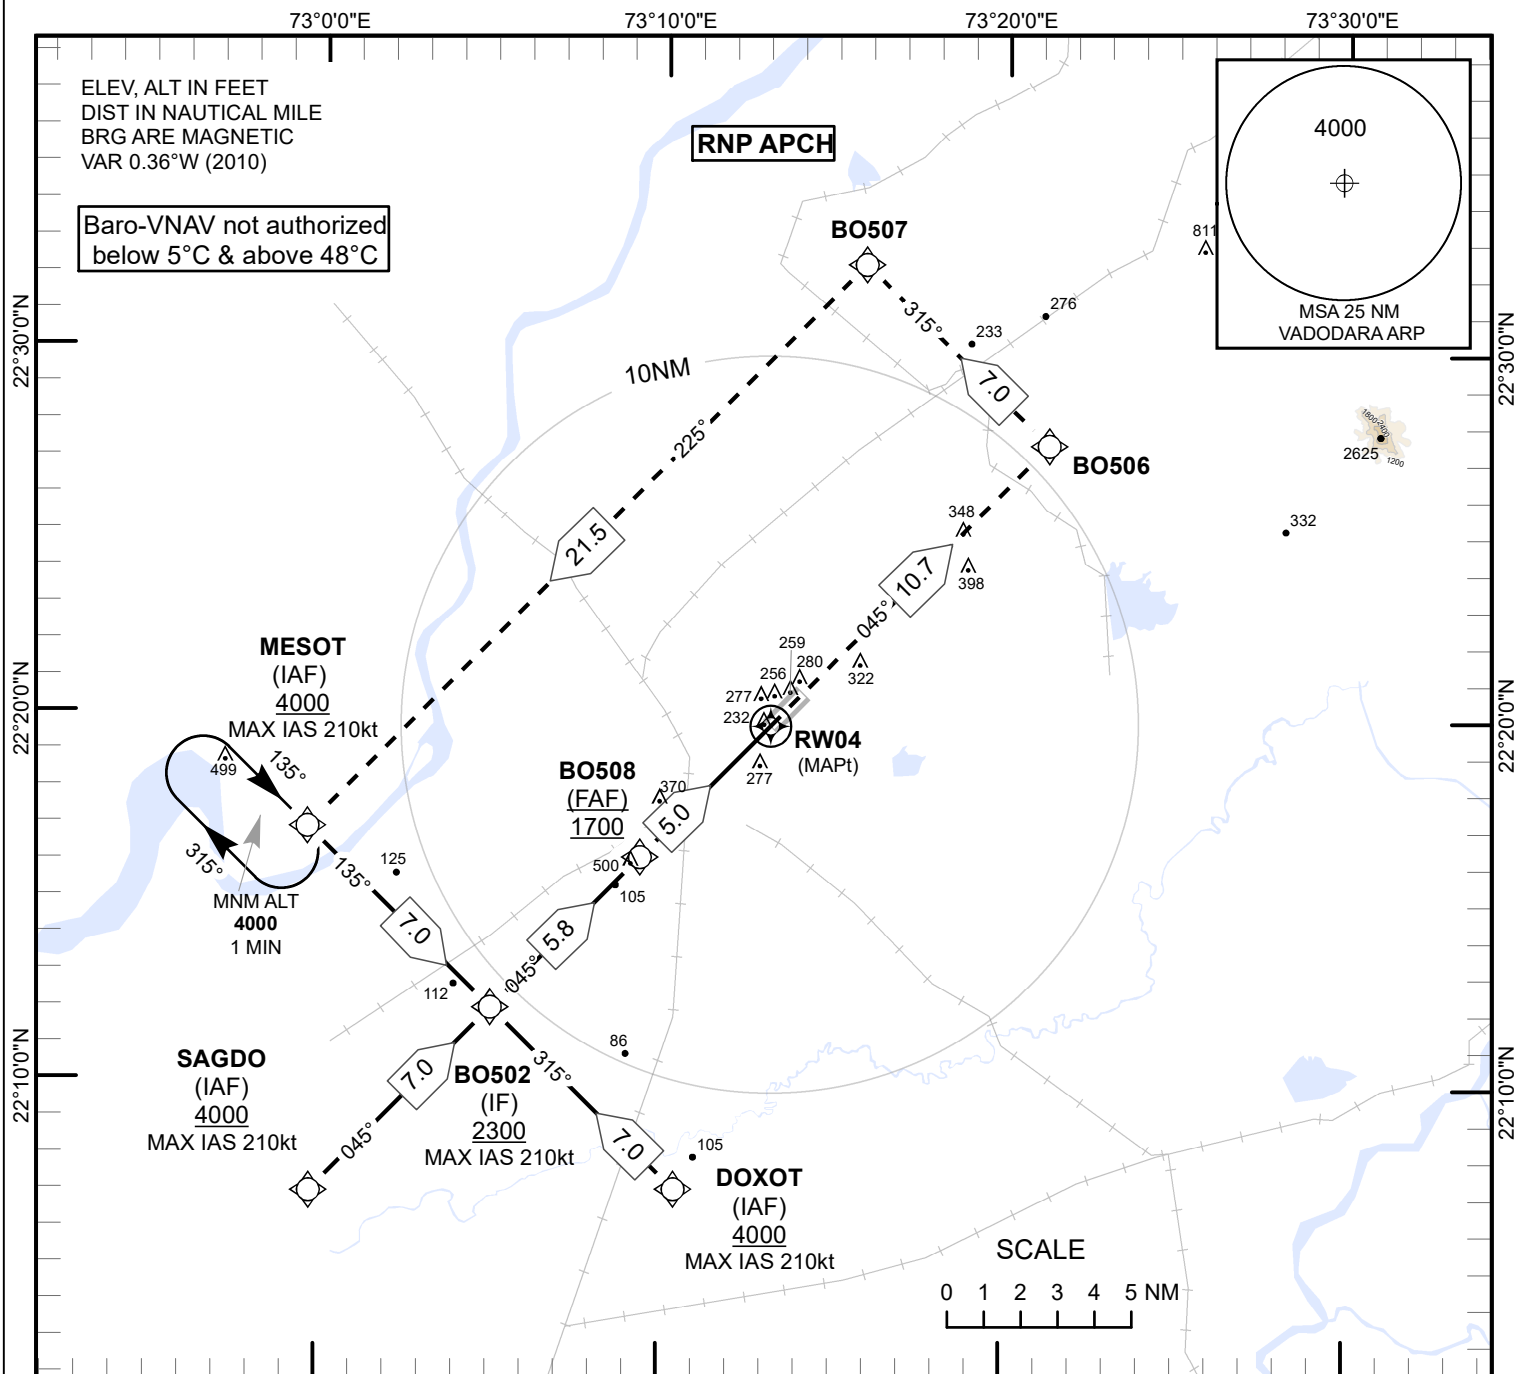 73°0'0"E
73°10'0"E
73°20'0"E
73°30'0"E
ELEV, ALT IN FEET
DIST IN NAUTICAL MILE
BRG ARE MAGNETIC
VAR 0.36°W (2010)
RNP APCH
4000
MSA 25 NM
VADODARA ARP
Baro-VNAV not authorized
below 5°C & above 48°C
811
BO507
315°
233
276
22°30'0"N
22°30'0"N
10NM
7.0
225°
BO506
1800
2400
2625
1200
348
332
21.5
10.7
398
045°
MESOT
(IAF)
4000
MAX IAS 210kt
259
280
256
277
322
232
22°20'0"N
22°20'0"N
RW04
(MAPt)
277
499
135°
BO508
(FAF)
1700
370
5.0
315°
135°
125
500
105
MNM ALT
4000
1 MIN
7.0
5.8
045°
112
86
SAGDO
(IAF)
4000
MAX IAS 210kt
7.0
BO502
(IF)
2300
MAX IAS 210kt
315°
22°10'0"N
22°10'0"N
045°
7.0
105
DOXOT
(IAF)
4000
MAX IAS 210kt
SCALE
0 1 2 3 4 5 NM